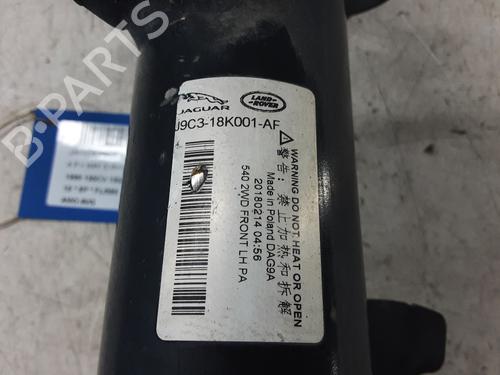 JAGUAR
LAND-
ROVER
J9C3-18K001-AF
WARNING DO NOT HEAT OR OPEN
警告：禁止加热和拆解
Made in Poland DAG9A
20180214 04:56
540 2WD FRONT LH PA
B-PARTS